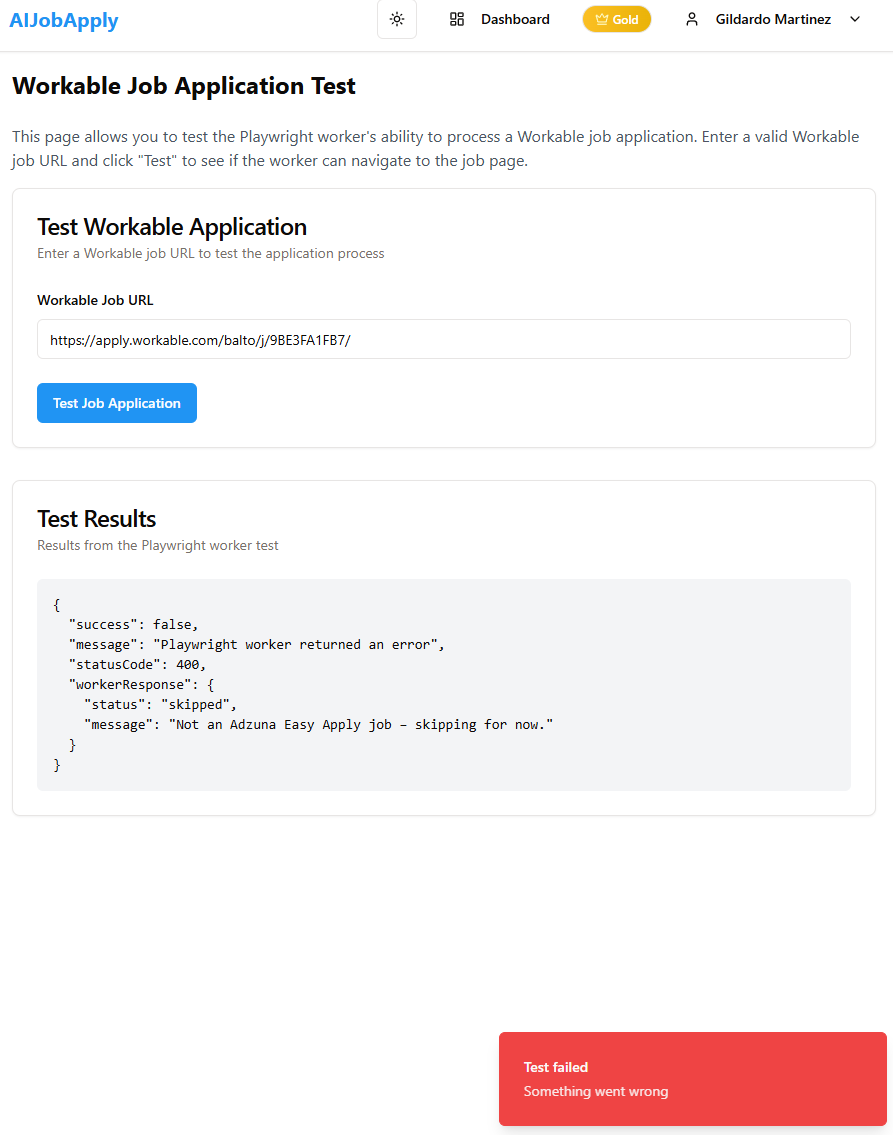 AIJobApply
Dashboard
Gold
Gildardo Martinez
Workable Job Application Test
This page allows you to test the Playwright worker's ability to process a Workable job application. Enter a valid Workable
job URL and click "Test" to see if the worker can navigate to the job page.
Test Workable Application
Enter a Workable job URL to test the application process
Workable Job URL
https://apply.workable.com/balto/j/9BE3FA1FB7/
Test Job Application
Test Results
Results from the Playwright worker test
{
  "success": false,
  "message": "Playwright worker returned an error",
  "statusCode": 400,
  "workerResponse": {
    "status": "skipped",
    "message": "Not an Adzuna Easy Apply job – skipping for now."
  }
}
Test failed
Something went wrong